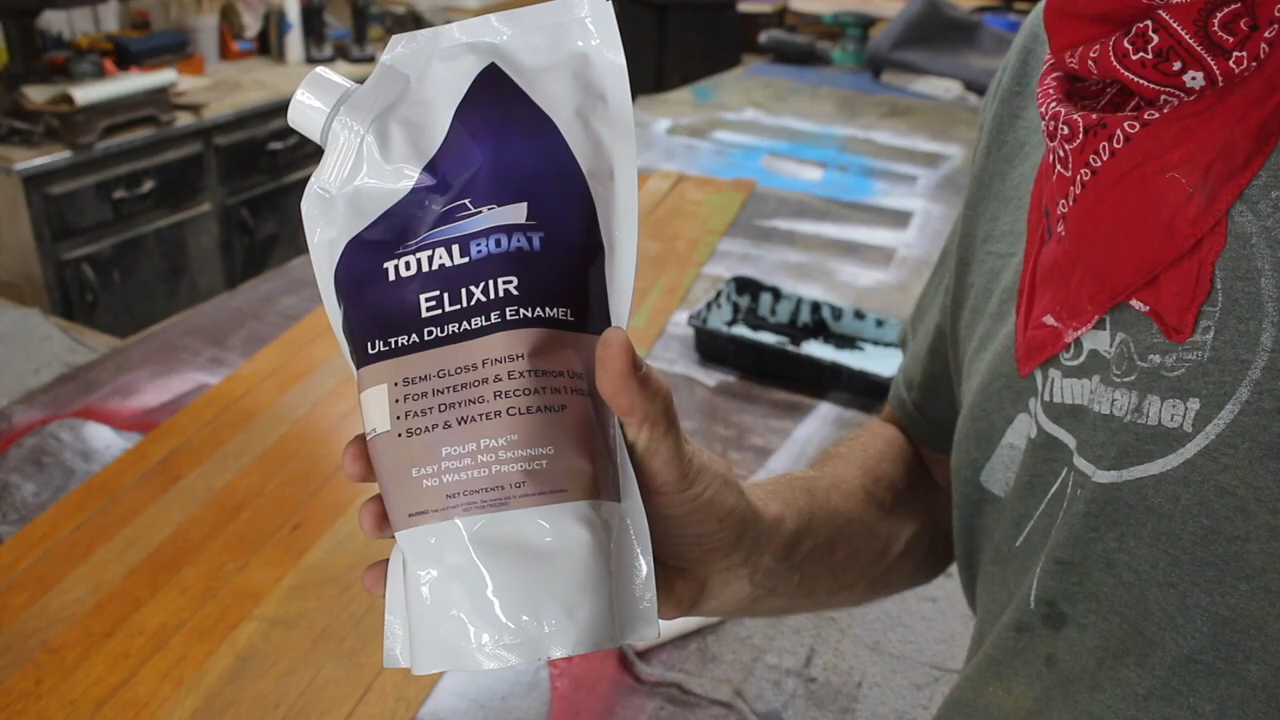 TOTALBOAT
ELIXIR
ULTRA DURABLE ENAMEL
• SEMI-GLOSS FINISH
• FOR INTERIOR & EXTERIOR USE
• FAST DRYING, RECOAT IN 1
• SOAP & WATER CLEANUP
POUR PAK™
EASY POUR, NO SKINNING
NO WASTED PRODUCT
NET CONTENTS 1 QT.